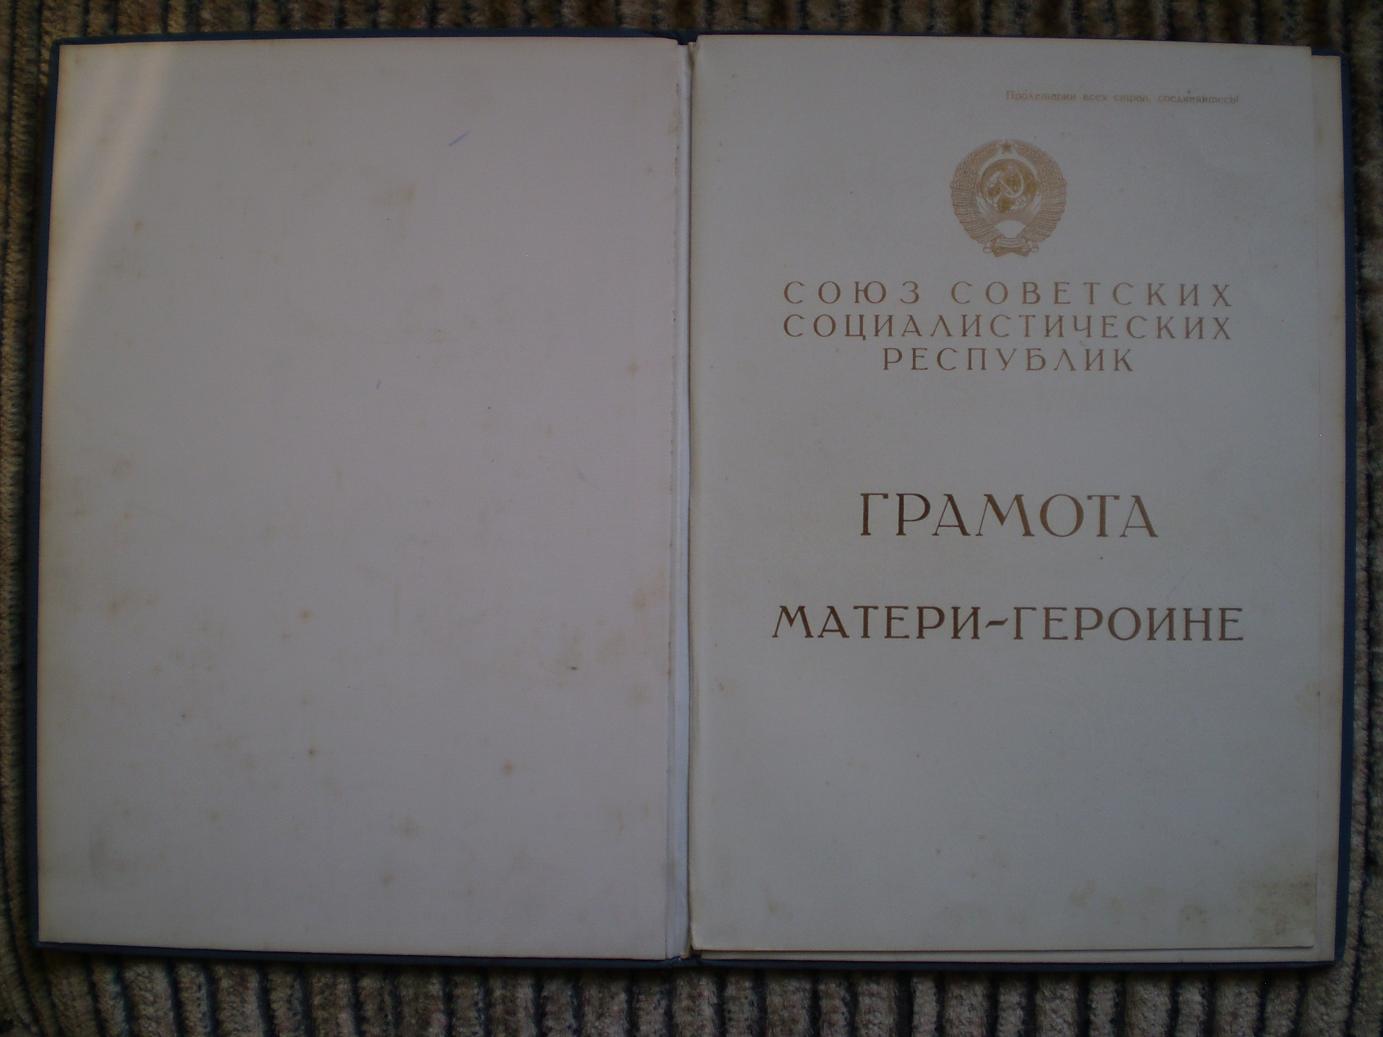 Пролетарии всех стран, соединяйтесь!
СОЮЗ СОВЕТСКИХ
СОЦИАЛИСТИЧЕСКИХ
РЕСПУБЛИК
ГРАМОТА
МАТЕРИ-ГЕРОИНЕ